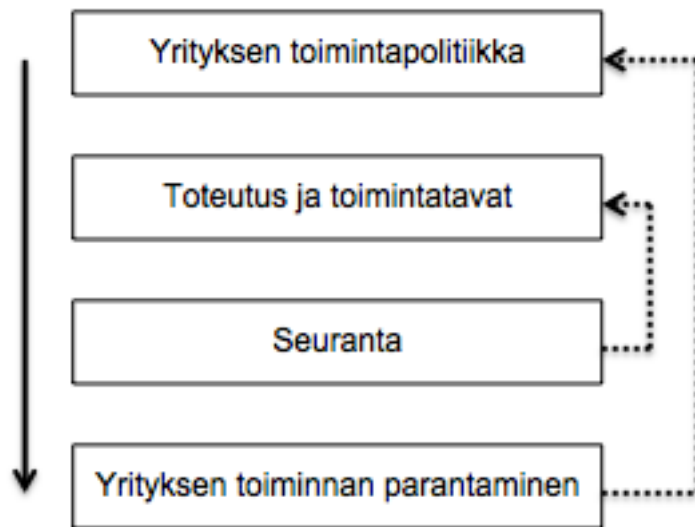 Yrityksen toimintapolitiikka
Toteutus ja toimintatavat
Seuranta
Yrityksen toiminnan parantaminen